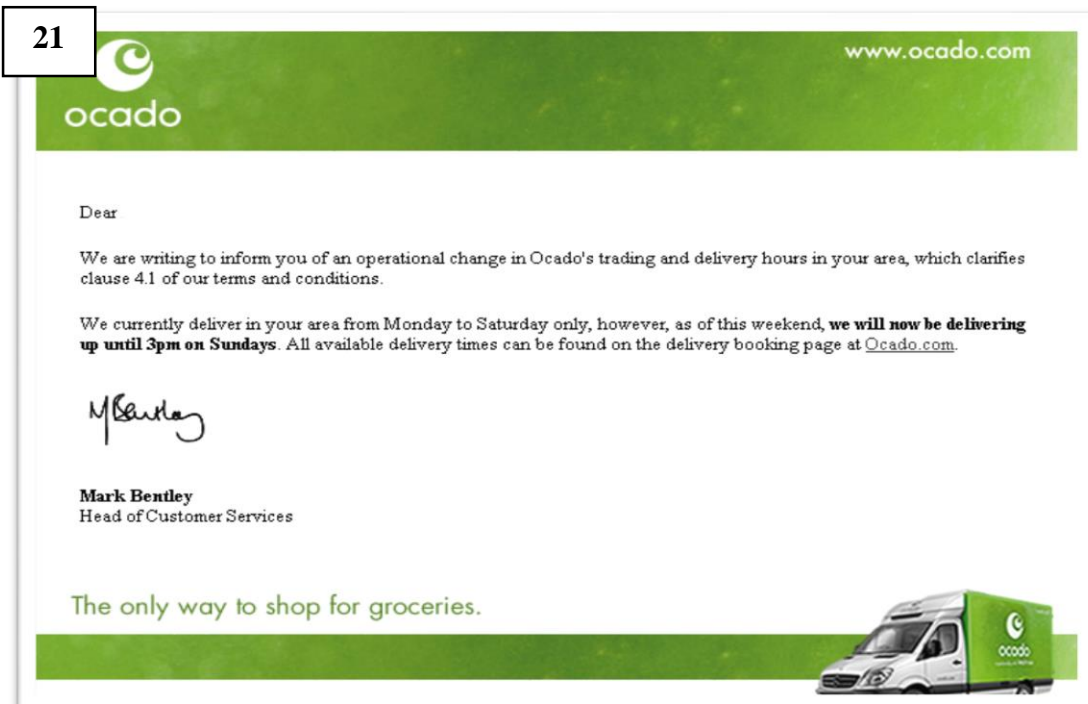 21
www.ocado.com
ocado
Dear
We are writing to inform you of an operational change in Ocado's trading and delivery hours in your area, which clarifies
clause 4.1 of our terms and conditions.
We currently deliver in your area from Monday to Saturday only, however, as of this weekend, we will now be delivering
up until 3pm on Sundays. All available delivery times can be found on the delivery booking page at Ocado.com.
MBentley
Mark Bentley
Head of Customer Services
The only way to shop for groceries.
ocado